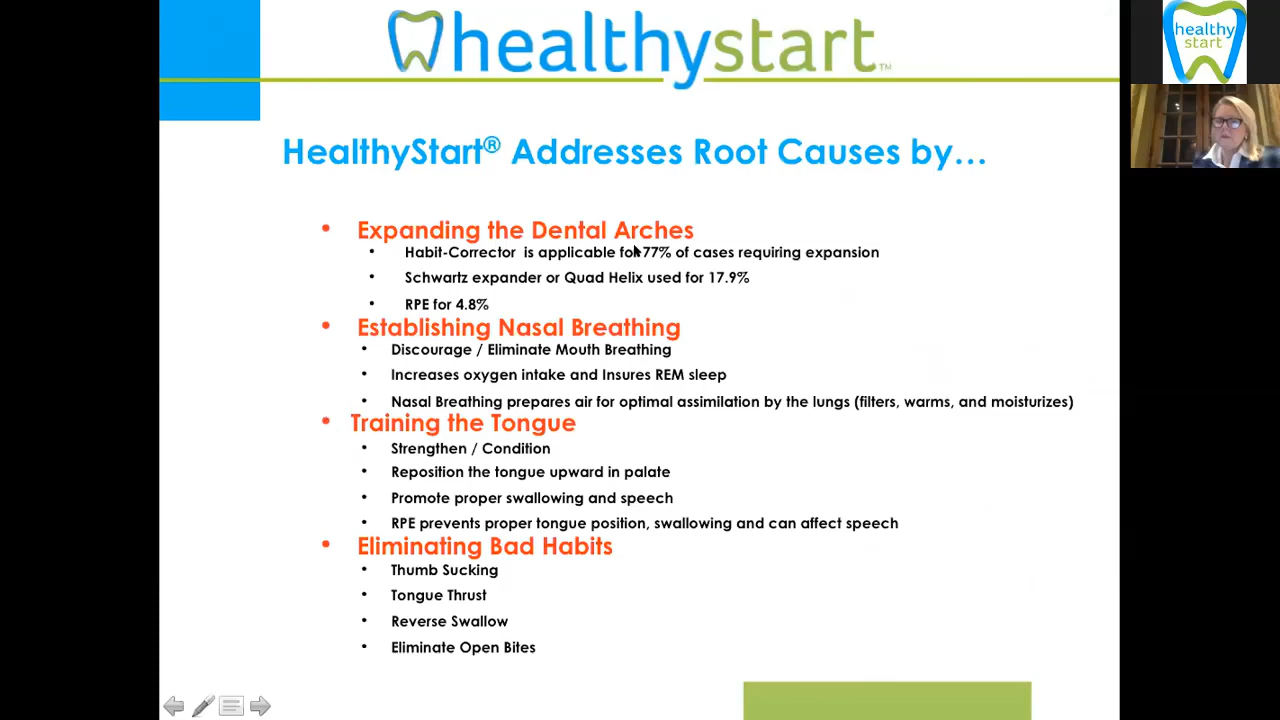 healthystart™
healthy
start
HealthyStart® Addresses Root Causes by...
• Expanding the Dental Arches
• Habit-Corrector is applicable for 77% of cases requiring expansion
• Schwartz expander or Quad Helix used for 17.9%
• RPE for 4.8%
• Establishing Nasal Breathing
• Discourage / Eliminate Mouth Breathing
• Increases oxygen intake and Insures REM sleep
• Nasal Breathing prepares air for optimal assimilation by the lungs (filters, warms, and moisturizes)
• Training the Tongue
• Strengthen / Condition
• Reposition the tongue upward in palate
• Promote proper swallowing and speech
• RPE prevents proper tongue position, swallowing and can affect speech
• Eliminating Bad Habits
• Thumb Sucking
• Tongue Thrust
• Reverse Swallow
• Eliminate Open Bites